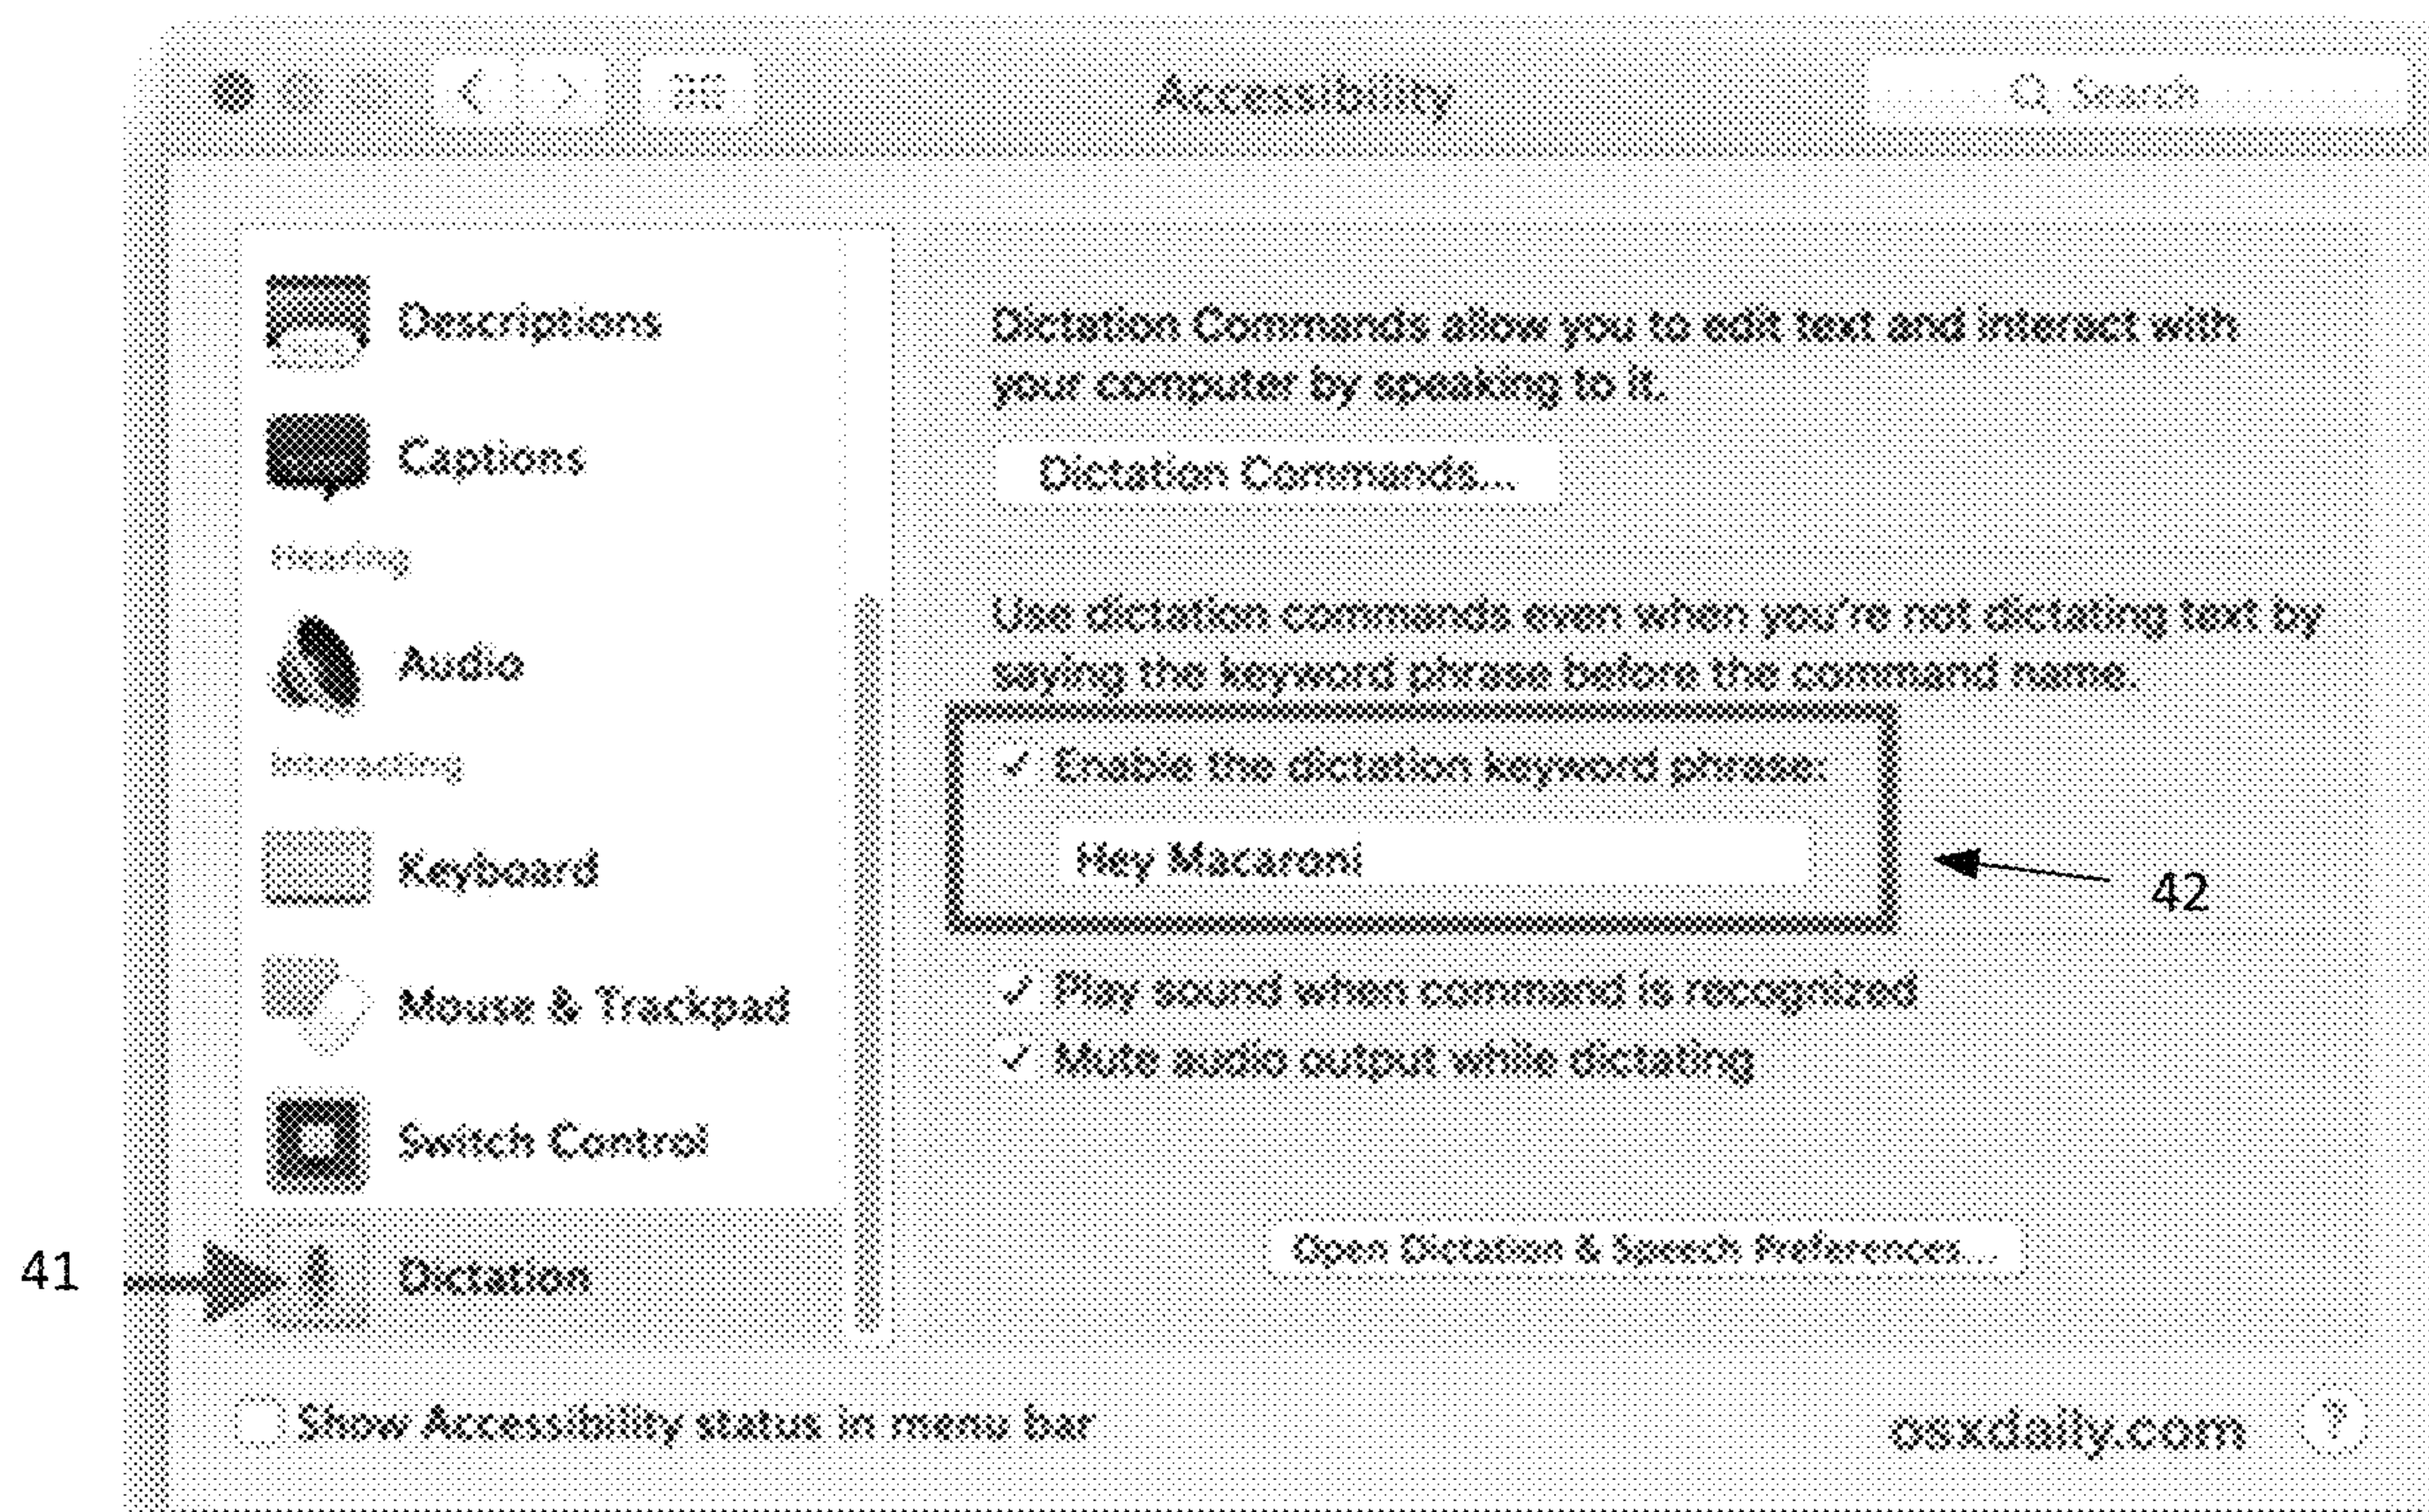 Accessibility
Search
Descriptions
Captions
Hearing
Audio
Interacting
Keyboard
Mouse & Trackpad
Switch Control
41
Dictation
Dictation Commands allow you to edit text and interact with
your computer by speaking to it.
Dictation Commands...
Use dictation commands even when you're not dictating text by
saying the keyword phrase before the command name.
Enable the dictation keyword phrase:
Hey Macaroni
42
Play sound when command is recognized
Mute audio output while dictating
Open Dictation & Speech Preferences...
Show Accessibility status in menu bar
osxdaily.com
?